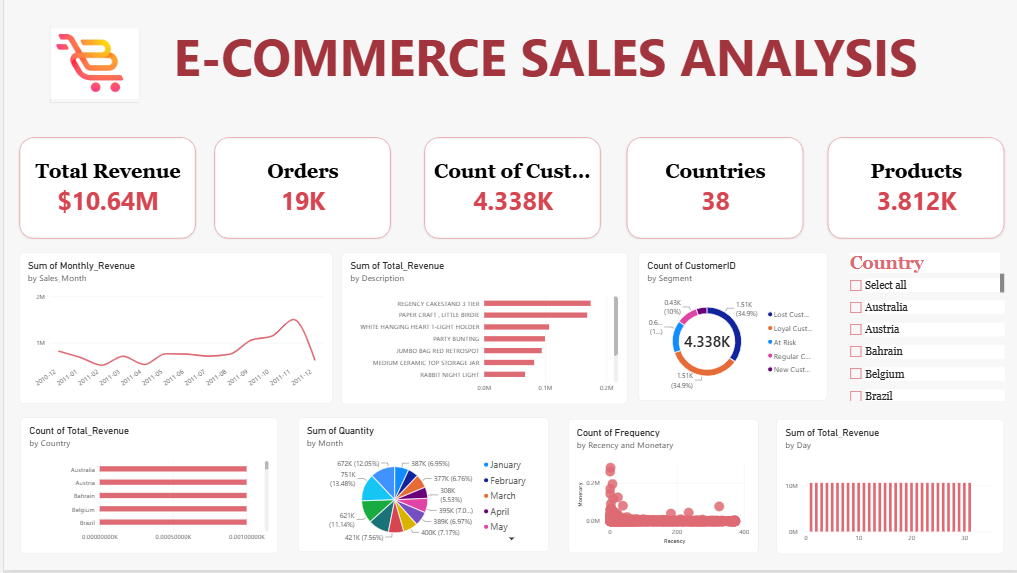 E-COMMERCE SALES ANALYSIS
Total Revenue
$10.64M
Orders
19K
Count of Cust...
4.338K
Countries
38
Products
3.812K
Sum of Monthly_Revenue
by Sales_Month
2M
1M
2010-12
2011-01
2011-02
2011-03
2011-04
2011-05
2011-06
2011-07
2011-08
2011-09
2011-10
2011-11
2011-12
Sum of Total_Revenue
by Description
REGENCY CAKESTAND 3 TIER
PAPER CRAFT , LITTLE BIRDIE
WHITE HANGING HEART T-LIGHT HOLDER
PARTY BUNTING
JUMBO BAG RED RETROSPOT
MEDIUM CERAMIC TOP STORAGE JAR
RABBIT NIGHT LIGHT
0.0M
0.1M
0.2M
Count of CustomerID
by Segment
0.43K
(10%)
0.6...
(1...)
1.51K
(34.9%)
4.338K
1.51K
(34.9%)
Lost Cust...
Loyal Cust...
At Risk
Regular C...
New Cust...
Country
Select all
Australia
Austria
Bahrain
Belgium
Brazil
Count of Total_Revenue
by Country
Australia
Austria
Bahrain
Belgium
Brazil
0.00000000K
0.00050000K
0.00100000K
Sum of Quantity
by Month
672K (12.05%)
751K
(13.48%)
621K
(11.14%)
421K (7.56%)
387K (6.95%)
377K (6.76%)
308K
(5.53%)
395K (7.0...)
389K (6.97%)
400K (7.17%)
January
February
March
April
May
Count of Frequency
by Recency and Monetary
Monetary
0.2M
0.0M
0
200
400
Recency
Sum of Total_Revenue
by Day
10M
0M
0
10
20
30